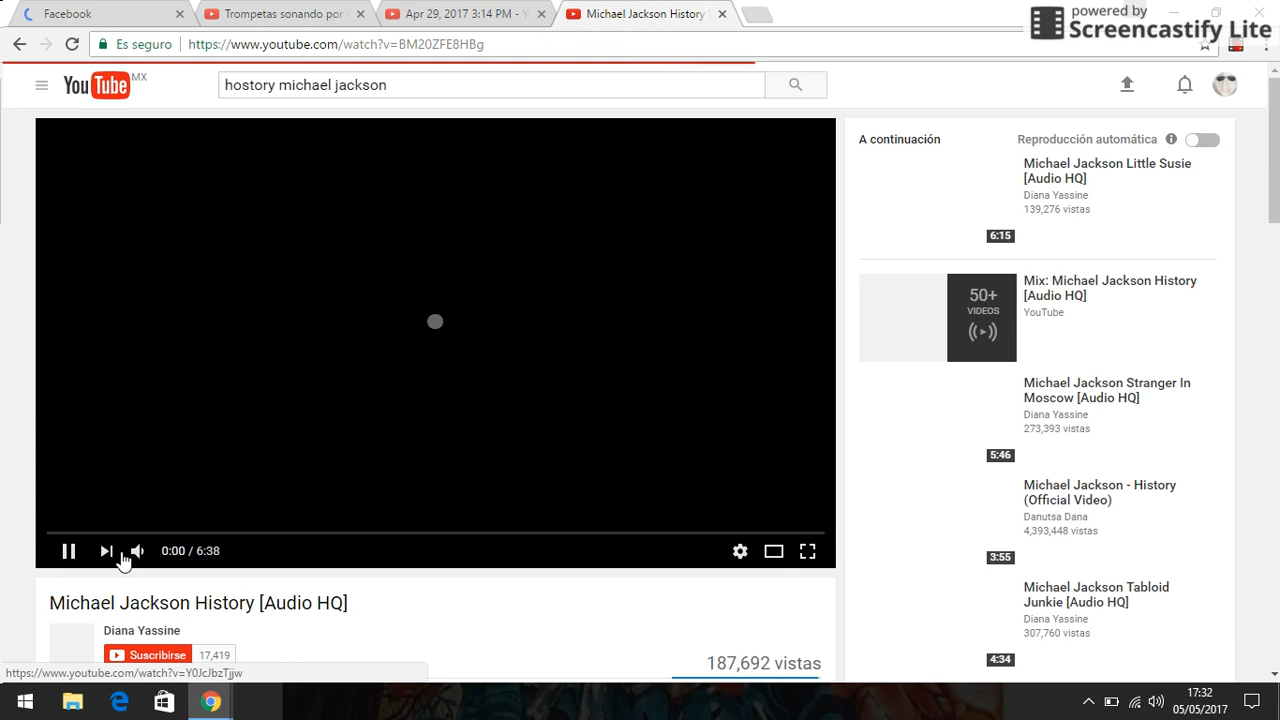 Facebook
Trompetas sonando por
Apr 29, 2017 3:14 PM - Y
Michael Jackson History
powered by
Screencastify Lite
Es seguro
https://www.youtube.com/watch?v=BM20ZFE8HBg
YouTube MX
hostory michael jackson
A continuación
Reproducción automática
Michael Jackson Little Susie
[Audio HQ]
Diana Yassine
139,276 vistas
6:15
50+
VIDEOS
Mix: Michael Jackson History
[Audio HQ]
YouTube
Michael Jackson Stranger In
Moscow [Audio HQ]
Diana Yassine
273,393 vistas
5:46
Michael Jackson - History
(Official Video)
Danutsa Dana
4,393,448 vistas
3:55
Michael Jackson Tabloid
Junkie [Audio HQ]
Diana Yassine
307,760 vistas
4:34
0:00 / 6:38
Michael Jackson History [Audio HQ]
Diana Yassine
Suscribirse
17,419
187,692 vistas
https://www.youtube.com/watch?v=Y0JcJbzTjjw
17:32
05/05/2017